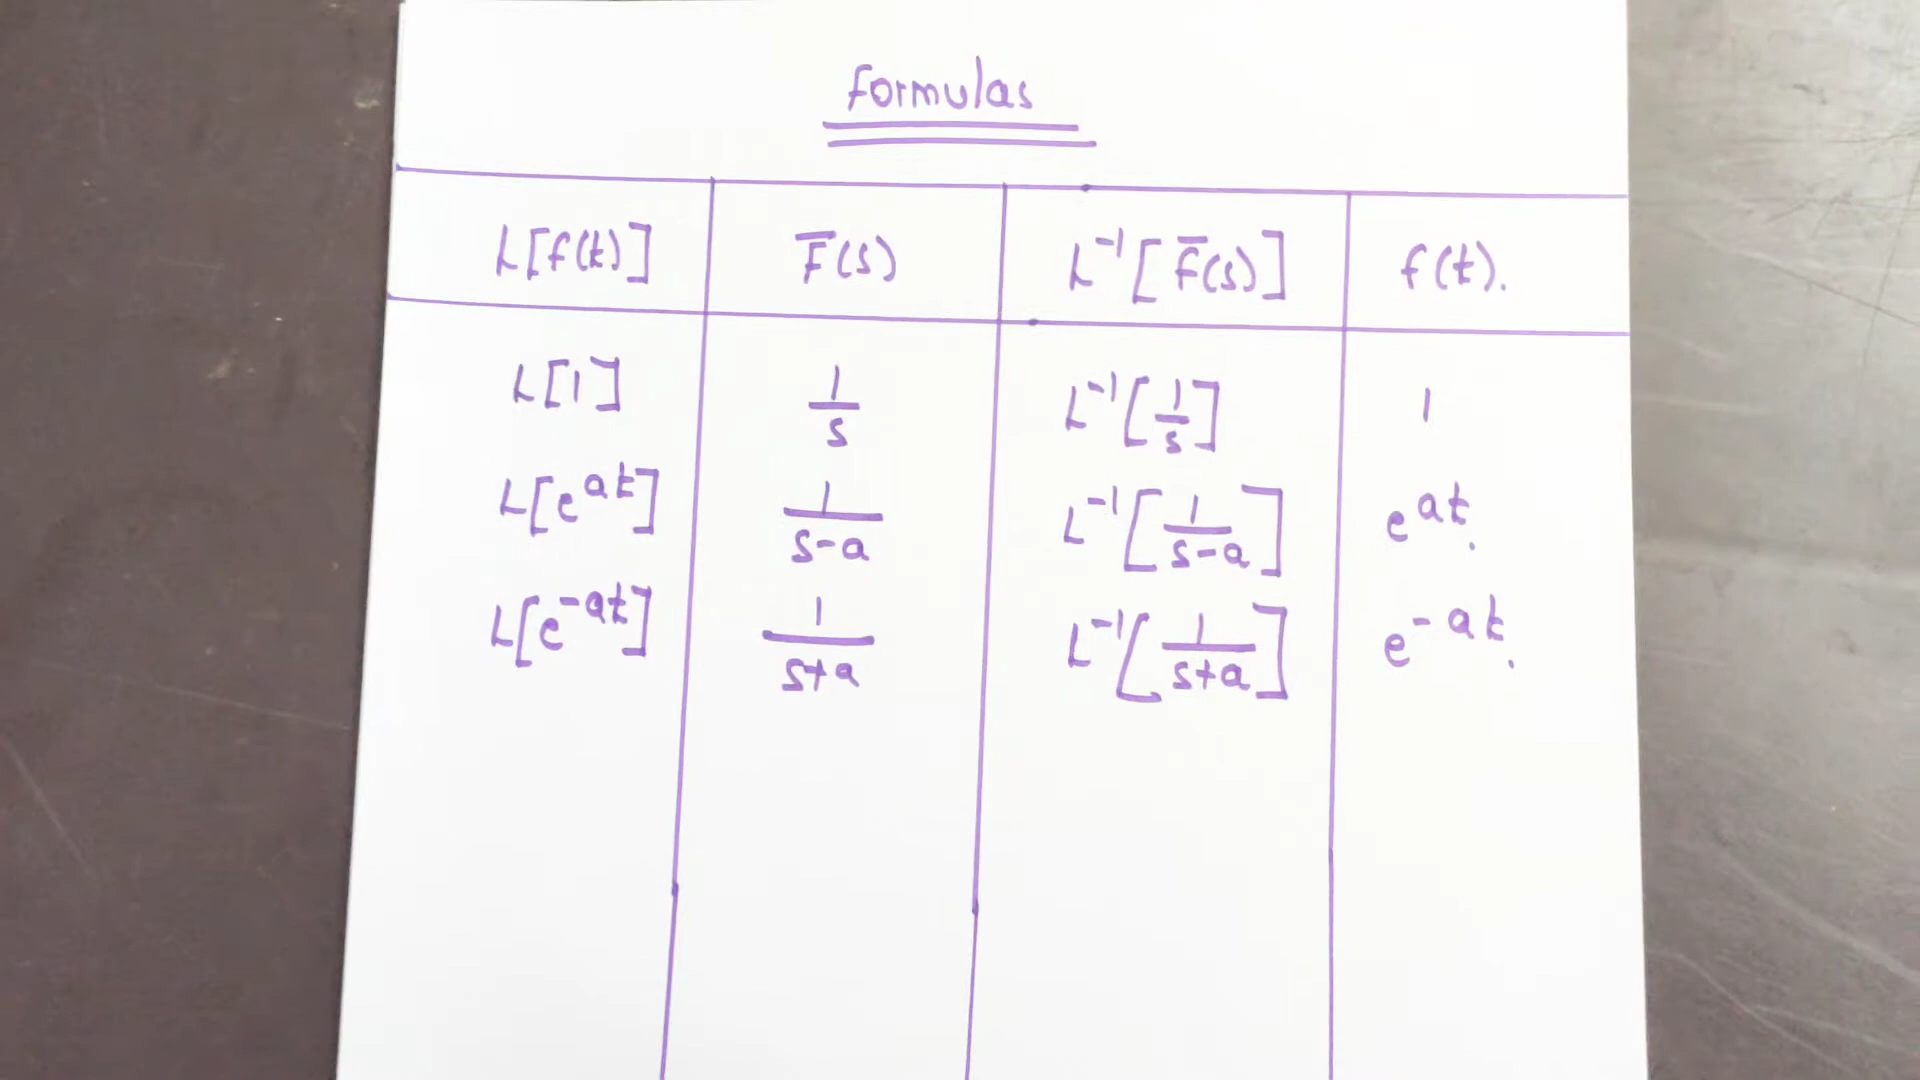 Formulas
L[f(t)] F̅(s) L⁻¹[F̅(s)] f(t).
L[1] 1/s L⁻¹[1/s] 1
L[e^at] 1/(s-a) L⁻¹[1/(s-a)] e^at.
L[e^-at] 1/(s+a) L⁻¹[1/(s+a)] e^-at.